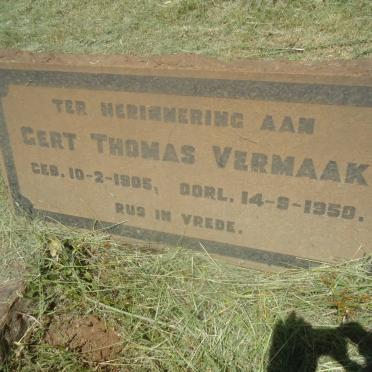 TER HERINNERING AAN
GERT THOMAS VERMAAK
GEB. 10-2-1905, OORL. 14-9-1950.
RUS IN VREDE.